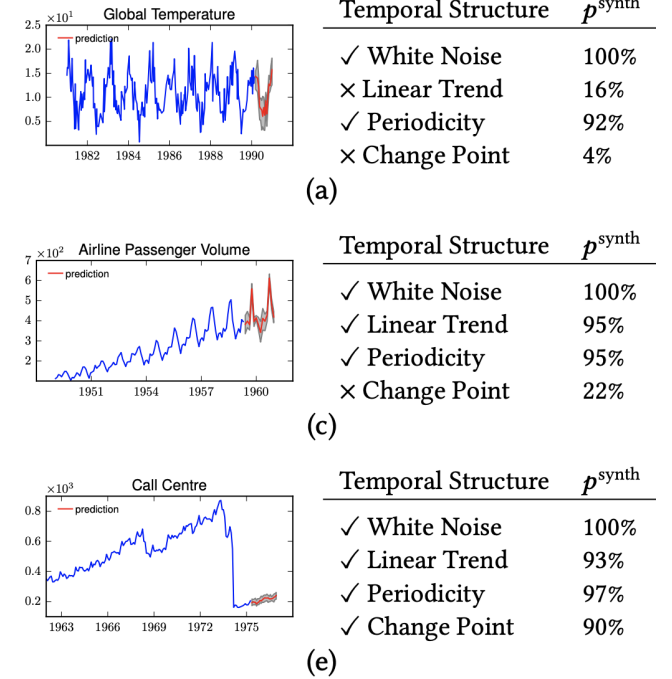 Global Temperature
2.5 ×10¹
prediction
2.0
1.5
1.0
0.5
1982 1984 1986 1988 1990
Temporal Structure pˢʸⁿᵗʰ
✓ White Noise 100%
× Linear Trend 16%
✓ Periodicity 92%
× Change Point 4%
(a)
Airline Passenger Volume
7 ×10²
prediction
6
5
4
3
2
1951 1954 1957 1960
Temporal Structure pˢʸⁿᵗʰ
✓ White Noise 100%
✓ Linear Trend 95%
✓ Periodicity 95%
× Change Point 22%
(c)
Call Centre
×10³
prediction
0.8
0.6
0.4
0.2
1963 1966 1969 1972 1975
Temporal Structure pˢʸⁿᵗʰ
✓ White Noise 100%
✓ Linear Trend 93%
✓ Periodicity 97%
✓ Change Point 90%
(e)